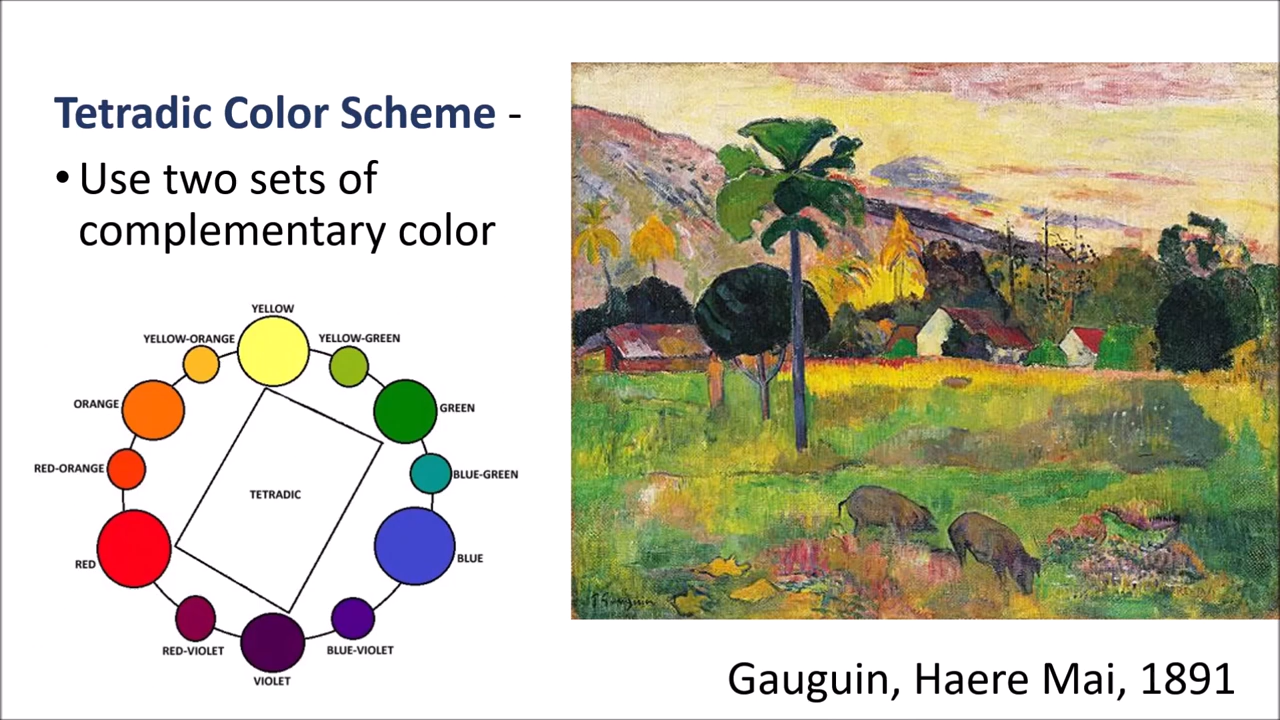 Tetradic Color Scheme -
• Use two sets of
complementary color
YELLOW
YELLOW-ORANGE
YELLOW-GREEN
ORANGE
GREEN
RED-ORANGE
BLUE-GREEN
TETRADIC
RED
BLUE
RED-VIOLET
BLUE-VIOLET
VIOLET
P Gauguin
Gauguin, Haere Mai, 1891